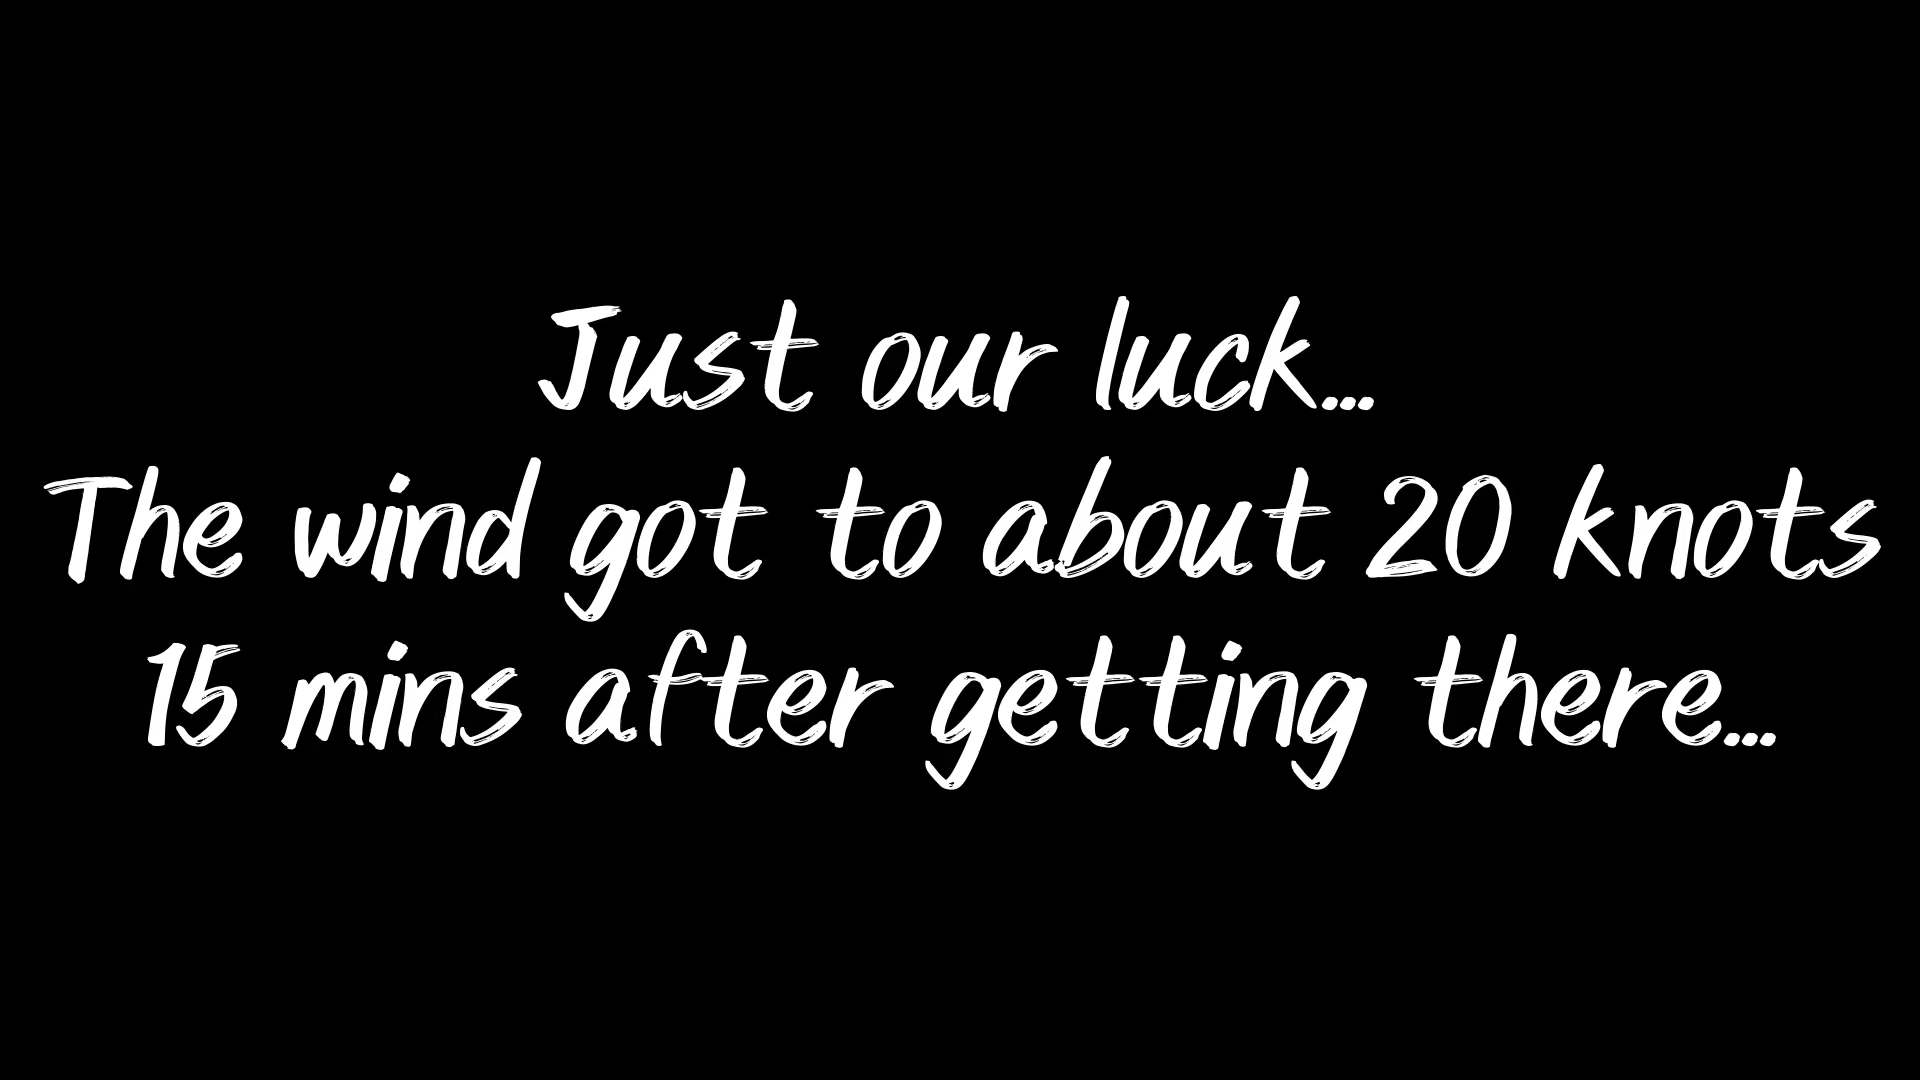 Just our luck...
The wind got to about 20 knots
15 mins after getting there...